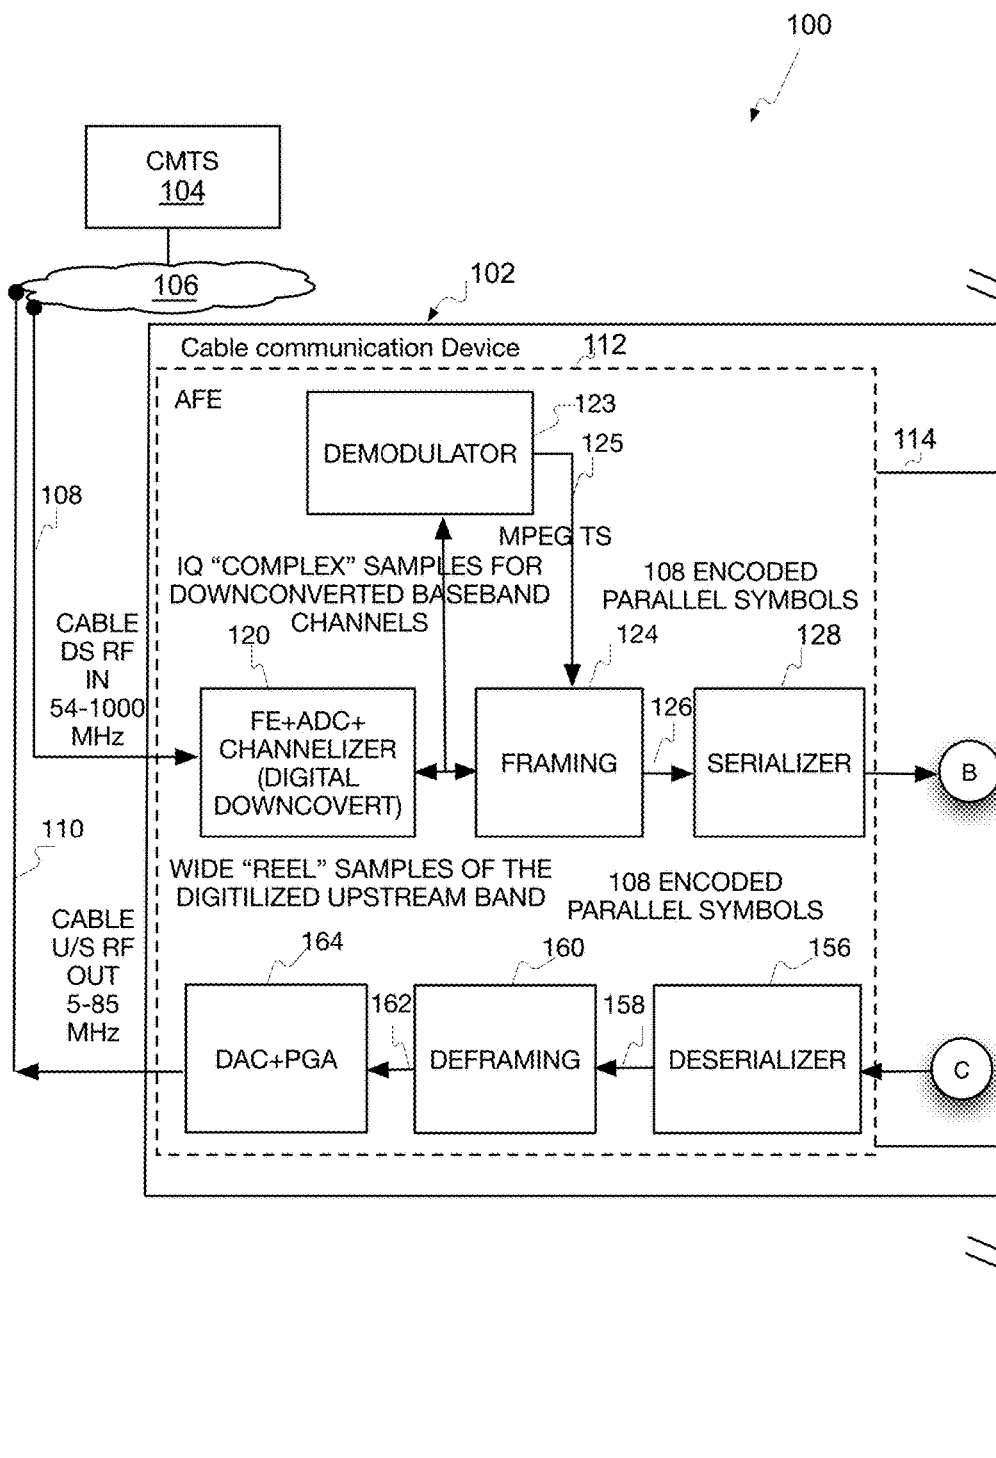 100
CMTS
104
106
102
Cable communication Device
112
AFE
123
DEMODULATOR
125
114
108
MPEG TS
IQ “COMPLEX” SAMPLES FOR
DOWNCONVERTED BASEBAND
CHANNELS
108 ENCODED
PARALLEL SYMBOLS
CABLE
DS RF
IN
54-1000
MHz
120
124
128
126
FE+ADC+
CHANNELIZER
(DIGITAL
DOWNCOVERT)
FRAMING
SERIALIZER
B
110
WIDE “REEL” SAMPLES OF THE
DIGITILIZED UPSTREAM BAND
108 ENCODED
PARALLEL SYMBOLS
CABLE
U/S RF
OUT
5-85
MHz
164
160
156
162
158
DAC+PGA
DEFRAMING
DESERIALIZER
C